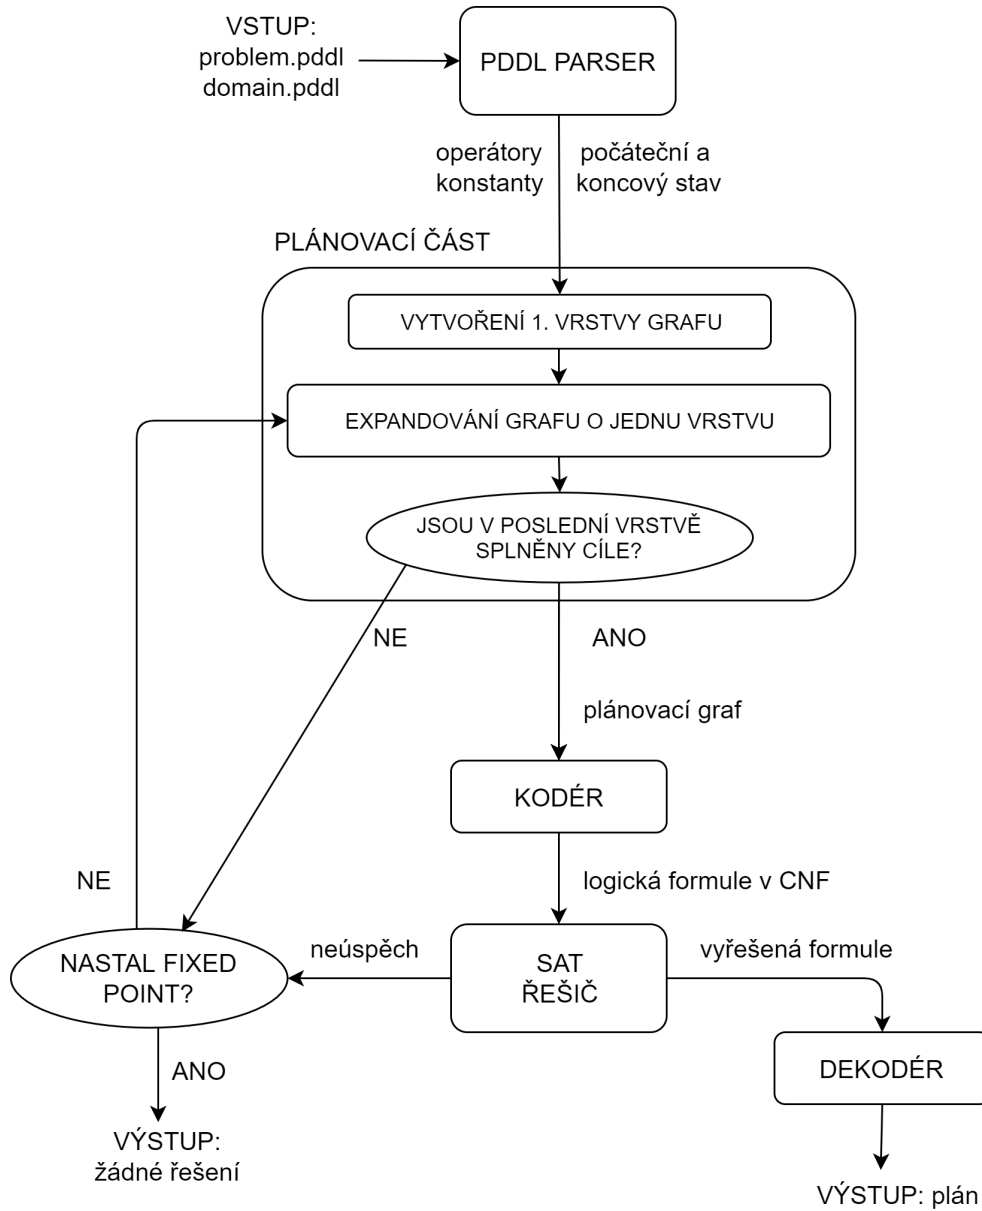 VSTUP:
problem.pddl
domain.pddl
PDDL PARSER
operátory
konstanty
počáteční a
koncový stav
PLÁNOVACÍ ČÁST
VYTVOŘENÍ 1. VRSTVY GRAFU
EXPANDOVÁNÍ GRAFU O JEDNU VRSTVU
JSOU V POSLEDNÍ VRSTVĚ
SPLNĚNY CÍLE?
NE
ANO
plánovací graf
KODÉR
NE
logická formule v CNF
NASTAL FIXED
POINT?
neúspěch
SAT
ŘEŠIČ
vyřešená formule
ANO
DEKODÉR
VÝSTUP:
žádné řešení
VÝSTUP: plán